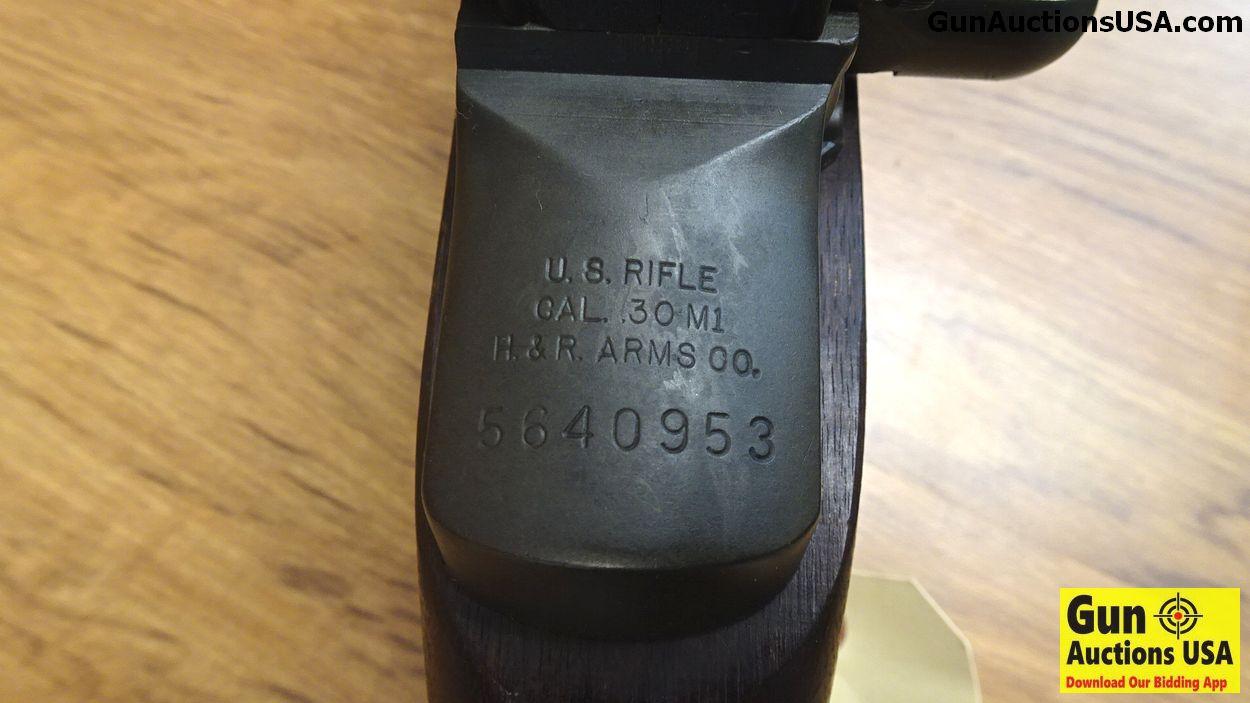 GunAuctionsUSA.com
U. S. RIFLE
CAL. .30 M1
H. & R. ARMS CO.
5640953
Gun
Auctions USA
Download Our Bidding App